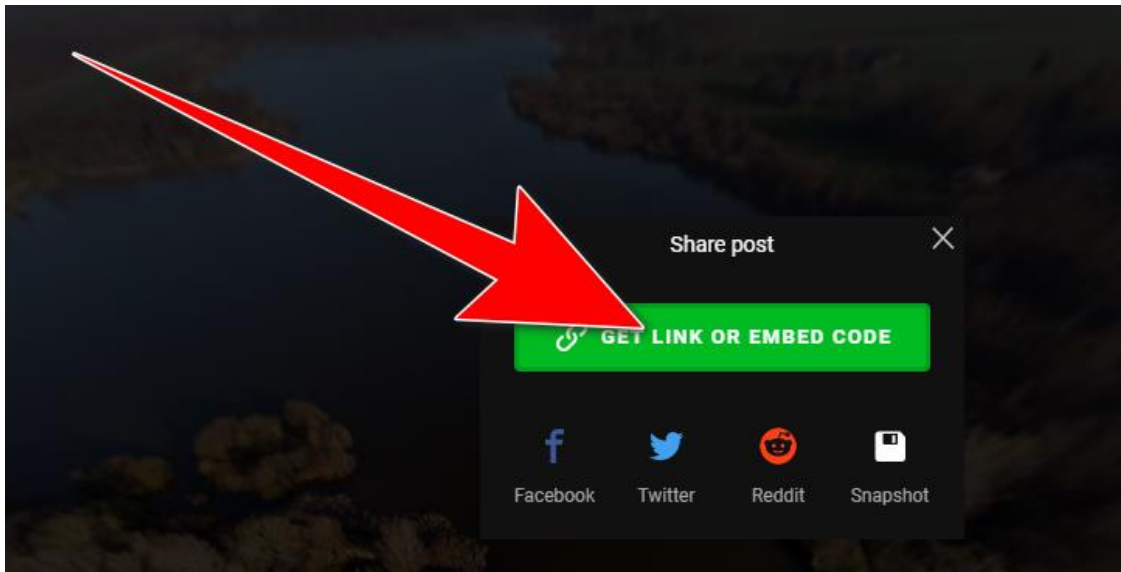 Share post
GET LINK OR EMBED CODE
Facebook Twitter Reddit Snapshot